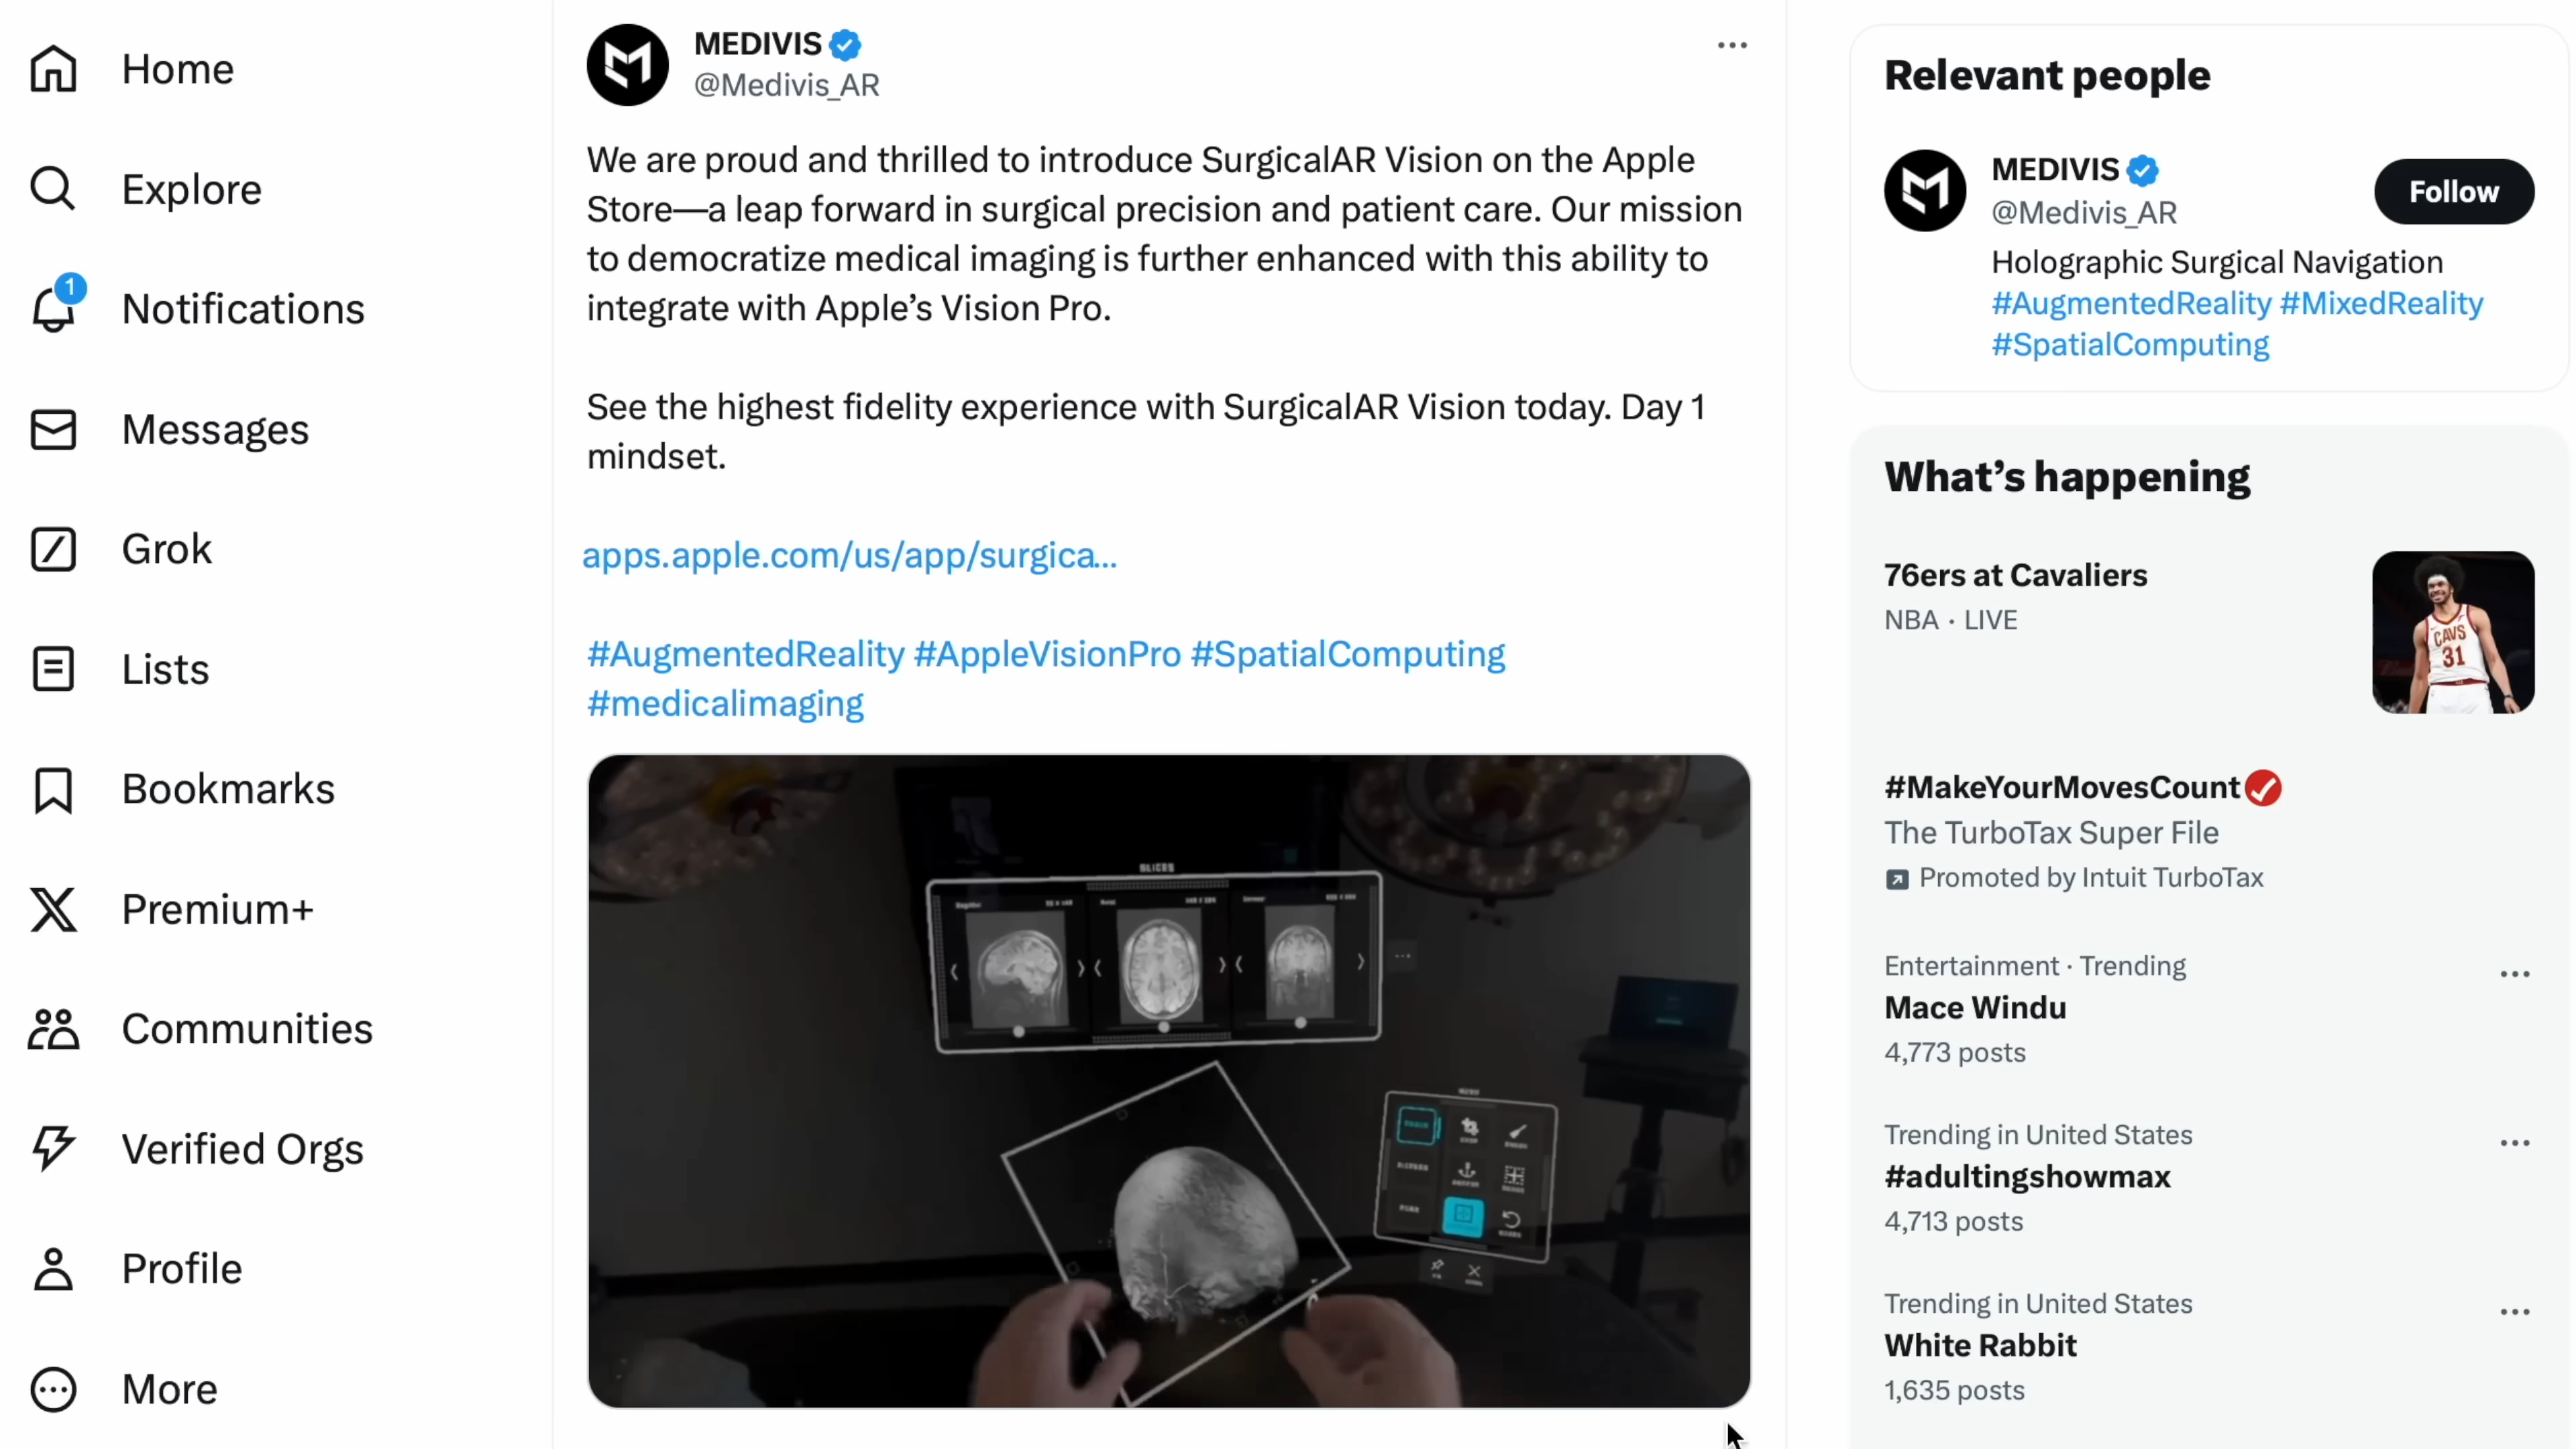 Home
Explore
1
Notifications
Messages
Grok
Lists
Bookmarks
Premium+
Communities
Verified Orgs
Profile
More
MEDIVIS
@Medivis_AR
We are proud and thrilled to introduce SurgicalAR Vision on the Apple
Store—a leap forward in surgical precision and patient care. Our mission
to democratize medical imaging is further enhanced with this ability to
integrate with Apple’s Vision Pro.
See the highest fidelity experience with SurgicalAR Vision today. Day 1
mindset.
apps.apple.com/us/app/surgica...
#AugmentedReality #AppleVisionPro #SpatialComputing
#medicalimaging
SLICES
Relevant people
MEDIVIS
@Medivis_AR
Follow
Holographic Surgical Navigation
#AugmentedReality #MixedReality
#SpatialComputing
What’s happening
76ers at Cavaliers
NBA · LIVE
CAVS
31
#MakeYourMovesCount
The TurboTax Super File
Promoted by Intuit TurboTax
Entertainment · Trending
Mace Windu
4,773 posts
Trending in United States
#adultingshowmax
4,713 posts
Trending in United States
White Rabbit
1,635 posts